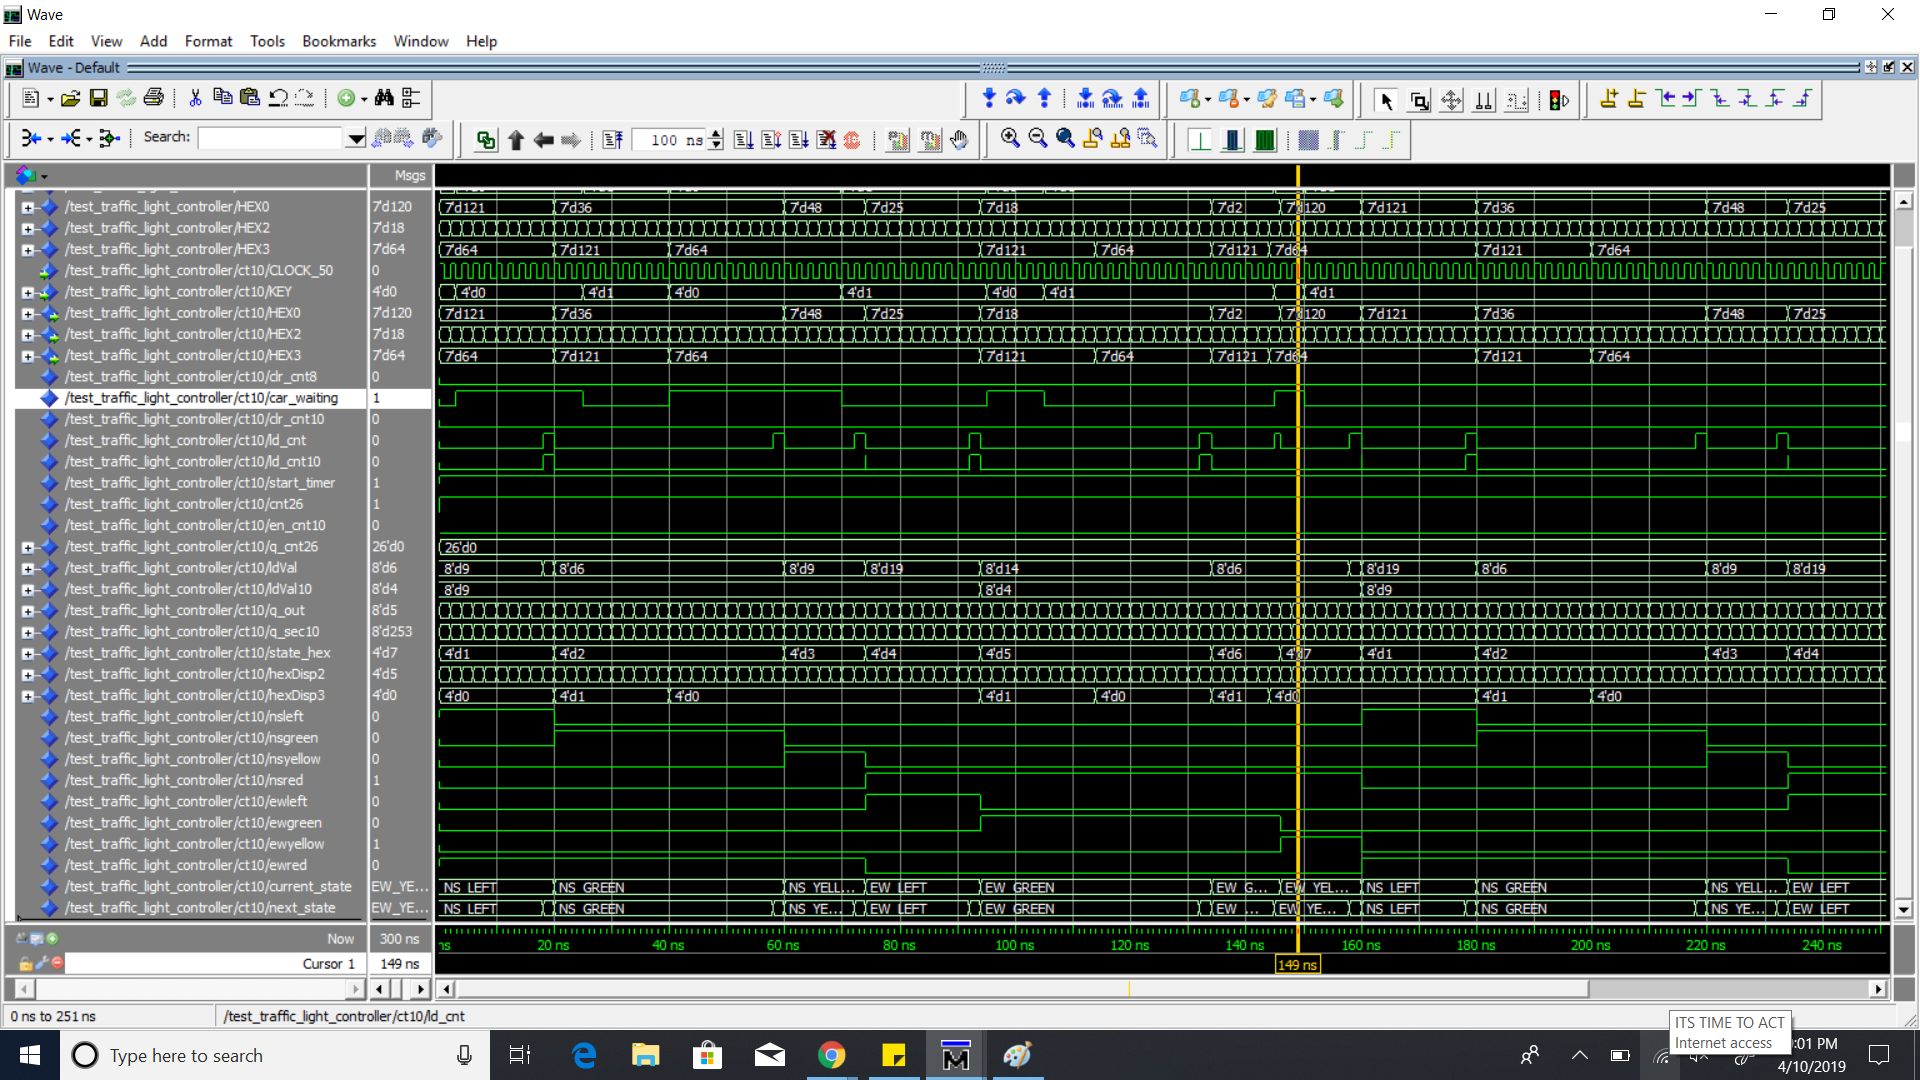 Wave
File Edit View Add Format Tools Bookmarks Window Help
Wave - Default
Search: 100 ns
Msgs
/test_traffic_light_controller/HEX0 7'd120 7'd121 7'd36 7'd48 7'd25 7'd18 7'd2 7'd120 7'd121 7'd36 7'd48 7'd25
/test_traffic_light_controller/HEX2 7'd18
/test_traffic_light_controller/HEX3 7'd64 7'd64 7'd121 7'd64 7'd121 7'd64 7'd121 7'd64 7'd121 7'd64
/test_traffic_light_controller/ct10/CLOCK_50 0
/test_traffic_light_controller/ct10/KEY 4'd0 4'd0 4'd1 4'd0 4'd1 4'd0 4'd1 4'd1
/test_traffic_light_controller/ct10/HEX0 7'd120 7'd121 7'd36 7'd48 7'd25 7'd18 7'd2 7'd120 7'd121 7'd36 7'd48 7'd25
/test_traffic_light_controller/ct10/HEX2 7'd18
/test_traffic_light_controller/ct10/HEX3 7'd64 7'd64 7'd121 7'd64 7'd121 7'd64 7'd121 7'd64 7'd121 7'd64
/test_traffic_light_controller/ct10/clr_cnt8 0
/test_traffic_light_controller/ct10/car_waiting 1
/test_traffic_light_controller/ct10/clr_cnt10 0
/test_traffic_light_controller/ct10/ld_cnt 0
/test_traffic_light_controller/ct10/ld_cnt10 0
/test_traffic_light_controller/ct10/start_timer 1
/test_traffic_light_controller/ct10/cnt26 1
/test_traffic_light_controller/ct10/en_cnt10 0
/test_traffic_light_controller/ct10/q_cnt26 26'd0 26'd0
/test_traffic_light_controller/ct10/ldVal 8'd6 8'd9 8'd6 8'd9 8'd19 8'd14 8'd6 8'd19 8'd6 8'd9 8'd19
/test_traffic_light_controller/ct10/ldVal10 8'd4 8'd9 8'd4 8'd9
/test_traffic_light_controller/ct10/q_out 8'd5
/test_traffic_light_controller/ct10/q_sec10 8'd253
/test_traffic_light_controller/ct10/state_hex 4'd7 4'd1 4'd2 4'd3 4'd4 4'd5 4'd6 4'd7 4'd1 4'd2 4'd3 4'd4
/test_traffic_light_controller/ct10/hexDisp2 4'd5
/test_traffic_light_controller/ct10/hexDisp3 4'd0 4'd0 4'd1 4'd0 4'd1 4'd0 4'd1 4'd0 4'd1 4'd0
/test_traffic_light_controller/ct10/nsleft 0
/test_traffic_light_controller/ct10/nsgreen 0
/test_traffic_light_controller/ct10/nsyellow 0
/test_traffic_light_controller/ct10/nsred 1
/test_traffic_light_controller/ct10/ewleft 0
/test_traffic_light_controller/ct10/ewgreen 0
/test_traffic_light_controller/ct10/ewyellow 1
/test_traffic_light_controller/ct10/ewred 0
/test_traffic_light_controller/ct10/current_state EW_YE... NS_LEFT NS_GREEN NS_YELL... EW_LEFT EW_GREEN EW_G... EW_YEL... NS_LEFT NS_GREEN NS_YELL... EW_LEFT
/test_traffic_light_controller/ct10/next_state EW_YE... NS_LEFT NS_GREEN NS_YE... EW_LEFT EW_GREEN EW_... EW_YE... NS_LEFT NS_GREEN NS_YE... EW_LEFT
Now 300 ns ns 20 ns 40 ns 60 ns 80 ns 100 ns 120 ns 140 ns 160 ns 180 ns 200 ns 220 ns 240 ns
Cursor 1 149 ns 149 ns
0 ns to 251 ns /test_traffic_light_controller/ct10/ld_cnt
ITS TIME TO ACT
Internet access
Type here to search
:01 PM
4/10/2019